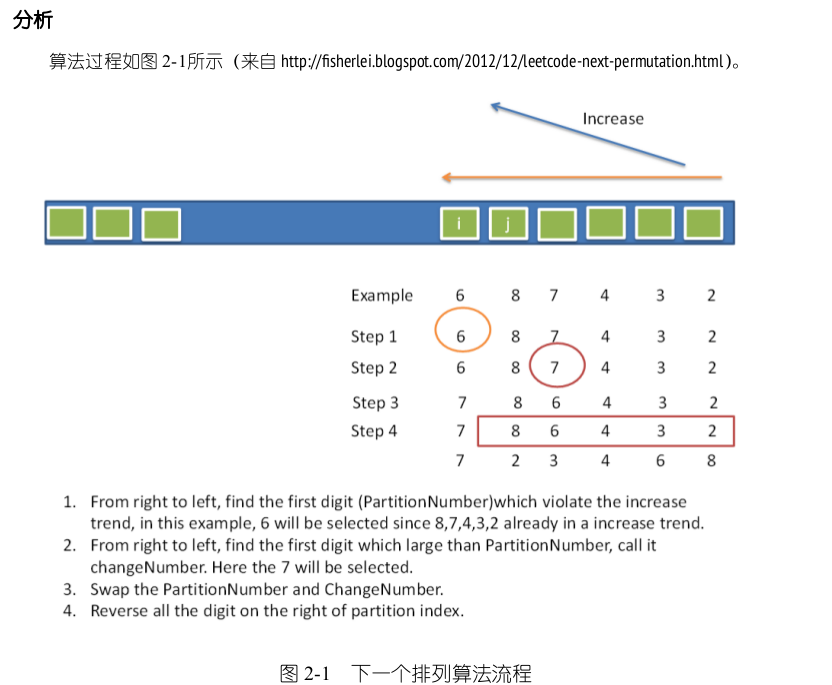 分析
算法过程如图 2-1所示（来自 http://fisherlei.blogspot.com/2012/12/leetcode-next-permutation.html）。
Increase
i j
Example 6 8 7 4 3 2
Step 1 6 8 7 4 3 2
Step 2 6 8 7 4 3 2
Step 3 7 8 6 4 3 2
Step 4 7 8 6 4 3 2
7 2 3 4 6 8
1. From right to left, find the first digit (PartitionNumber)which violate the increase
trend, in this example, 6 will be selected since 8,7,4,3,2 already in a increase trend.
2. From right to left, find the first digit which large than PartitionNumber, call it
changeNumber. Here the 7 will be selected.
3. Swap the PartitionNumber and ChangeNumber.
4. Reverse all the digit on the right of partition index.
图 2-1 下一个排列算法流程